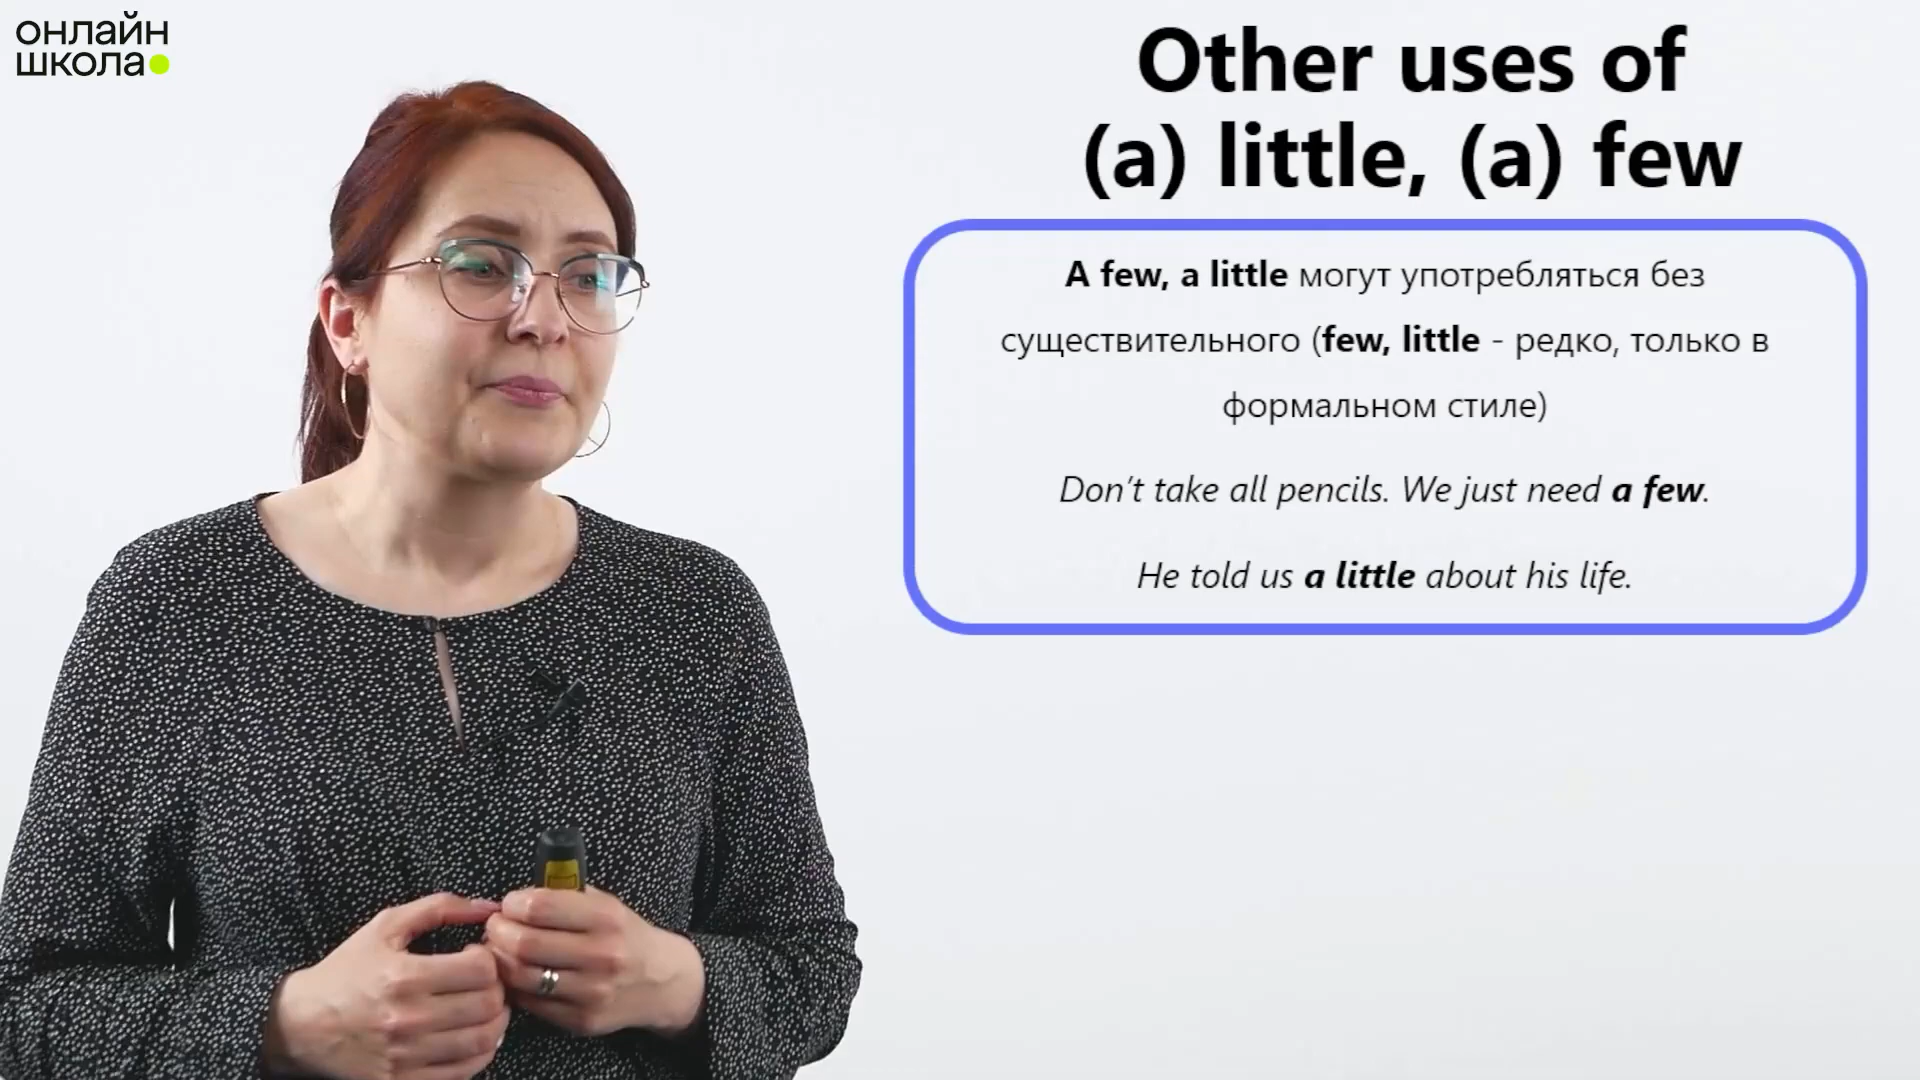 онлайн
школа
Other uses of
(a) little, (a) few
A few, a little могут употребляться без
существительного (few, little - редко, только в
формальном стиле)
Don’t take all pencils. We just need a few.
He told us a little about his life.